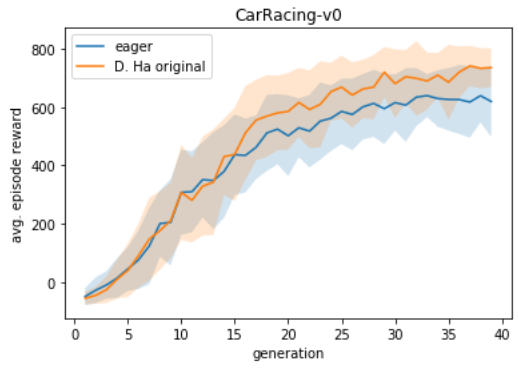 CarRacing-v0
eager
D. Ha original
avg. episode reward
800
600
400
200
0
0 5 10 15 20 25 30 35 40
generation